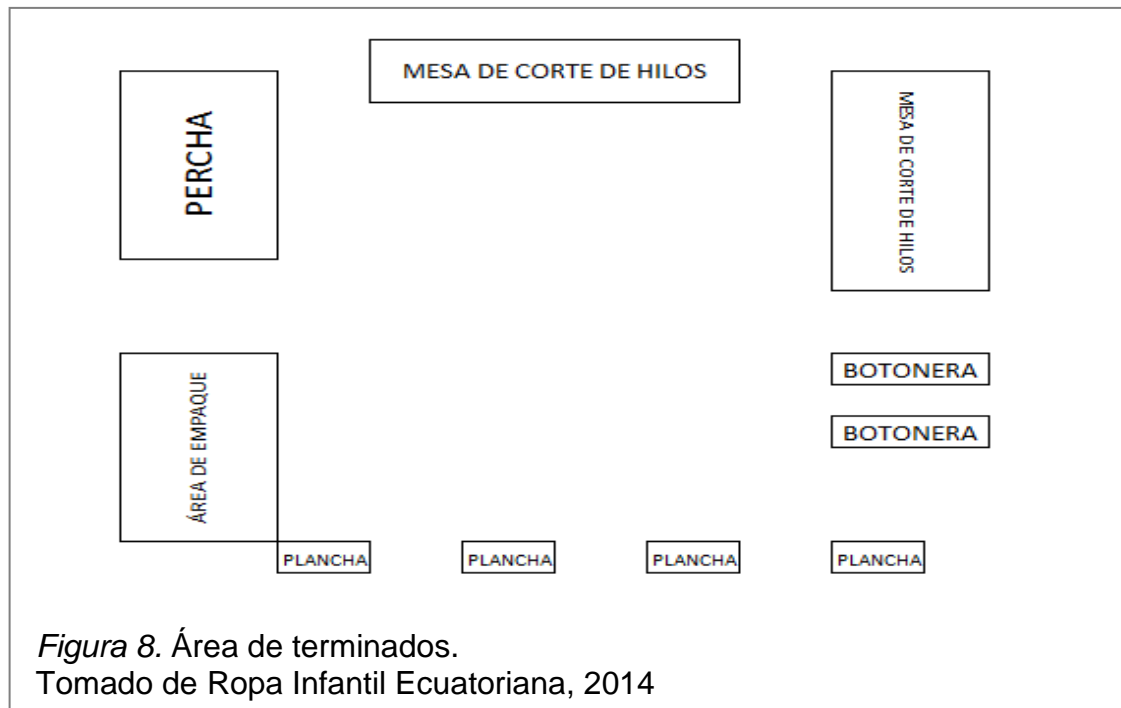 MESA DE CORTE DE HILOS
PERCHA
MESA DE CORTE DE HILOS
ÁREA DE EMPAQUE
BOTONERA
BOTONERA
PLANCHA
PLANCHA
PLANCHA
PLANCHA
Figura 8. Área de terminados.
Tomado de Ropa Infantil Ecuatoriana, 2014